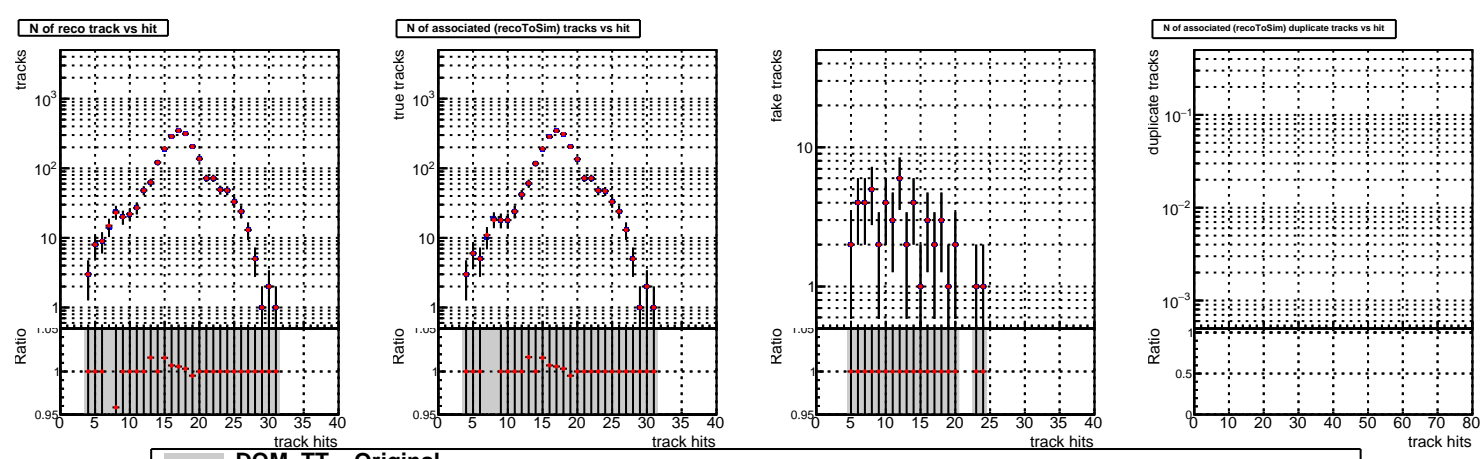 N of reco track vs hit
tracks
10³
10²
10
1
Ratio
1.05
1
0.95
0 5 10 15 20 25 30 35 40
track hits
N of associated (recoToSim) tracks vs hit
true tracks
10³
10²
10
1
Ratio
1.05
1
0.95
0 5 10 15 20 25 30 35 40
track hits
fake tracks
10
1
Ratio
1.05
1
0.95
0 5 10 15 20 25 30 35 40
track hits
N of associated (recoToSim) duplicate tracks vs hit
duplicate tracks
10⁻¹
10⁻²
10⁻³
Ratio
1
0.5
0
0 10 20 30 40 50 60 70 80
track hits
Original